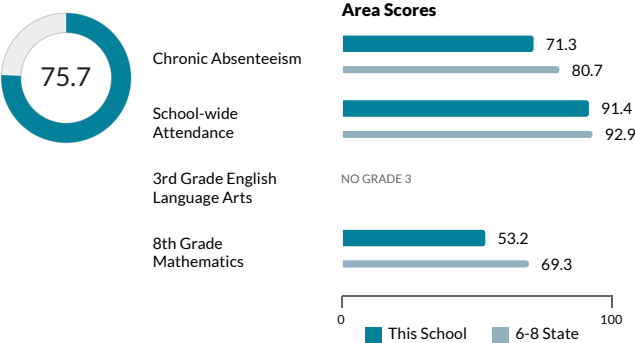 Area Scores
75.7
Chronic Absenteeism
71.3
80.7
School-wide
Attendance
91.4
92.9
3rd Grade English
Language Arts
NO GRADE 3
8th Grade
Mathematics
53.2
69.3
0
100
This School
6-8 State